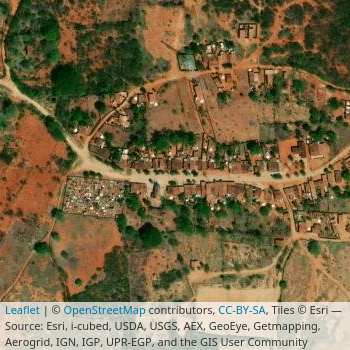 Leaflet | © OpenStreetMap contributors, CC-BY-SA, Tiles © Esri —
Source: Esri, i-cubed, USDA, USGS, AEX, GeoEye, Getmapping,
Aerogrid, IGN, IGP, UPR-EGP, and the GIS User Community